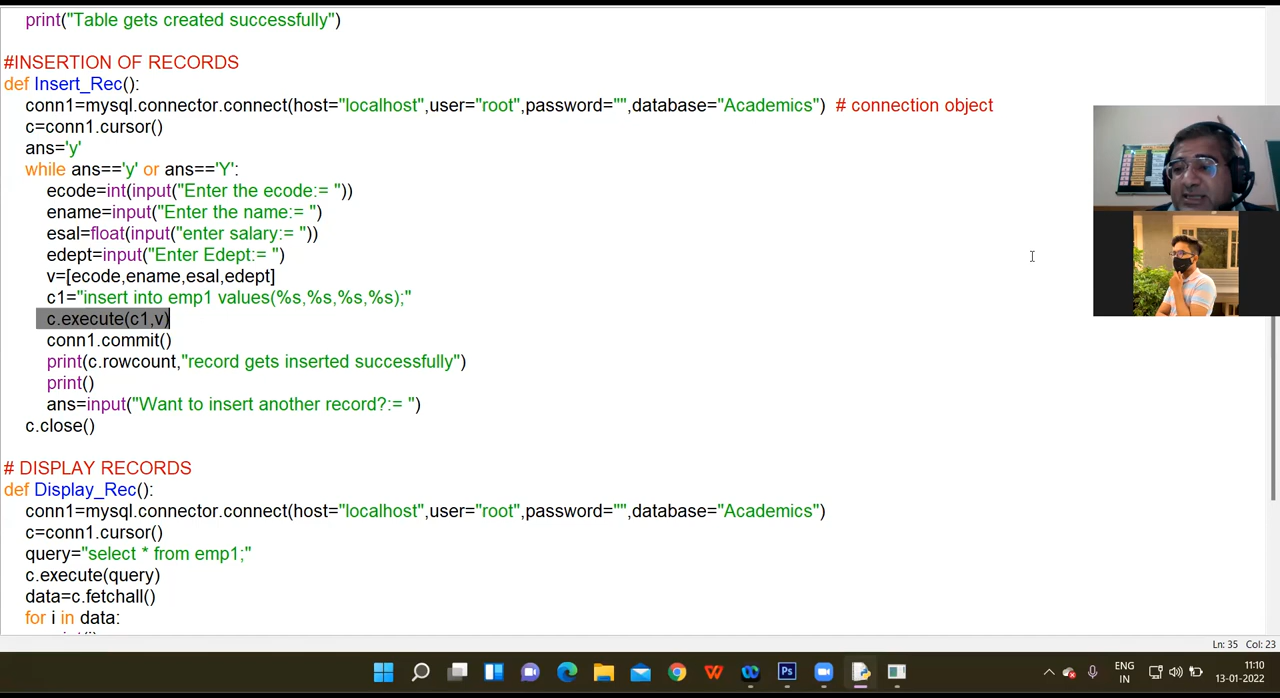 print("Table gets created successfully")
#INSERTION OF RECORDS
def Insert_Rec():
conn1=mysql.connector.connect(host="localhost",user="root",password="",database="Academics")  # connection object
c=conn1.cursor()
ans='y'
while ans=='y' or ans=='Y':
ecode=int(input("Enter the ecode:= "))
ename=input("Enter the name:= ")
esal=float(input("enter salary:= "))
edept=input("Enter Edept:= ")
v=[ecode,ename,esal,edept]
c1="insert into emp1 values(%s,%s,%s,%s);"
c.execute(c1,v)
conn1.commit()
print(c.rowcount,"record gets inserted successfully")
print()
ans=input("Want to insert another record?:= ")
c.close()
# DISPLAY RECORDS
def Display_Rec():
conn1=mysql.connector.connect(host="localhost",user="root",password="",database="Academics")
c=conn1.cursor()
query="select * from emp1;"
c.execute(query)
data=c.fetchall()
for i in data:
Ln: 35 Col: 23
Ps
ENG
IN
11:10
13-01-2022